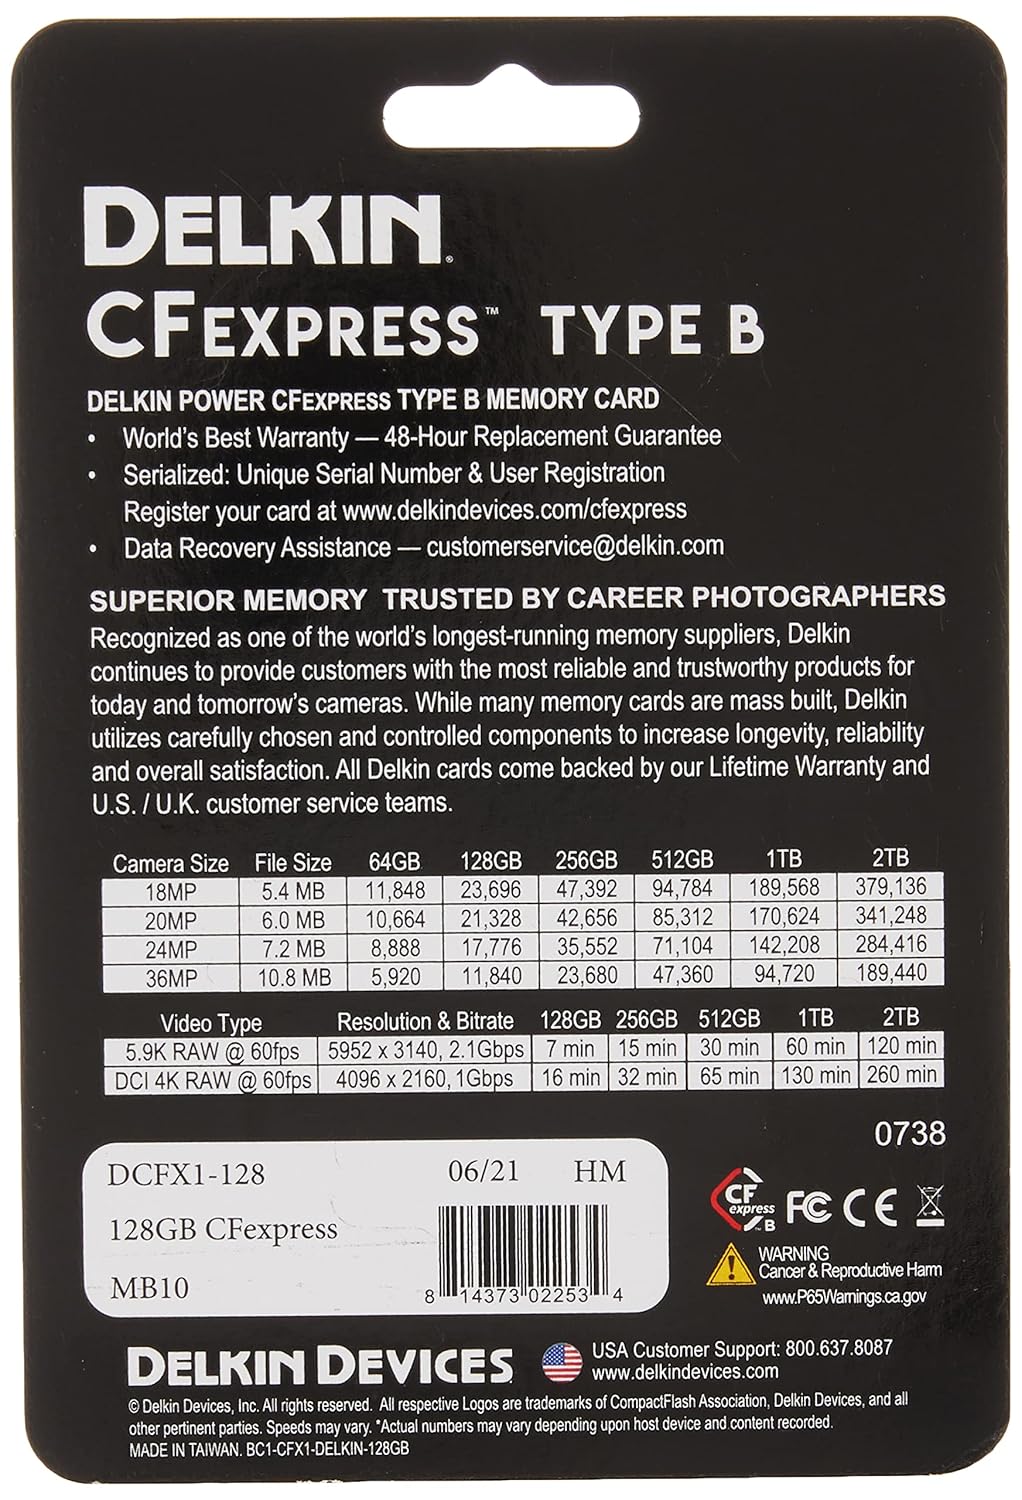 DELKIN®
CFEXPRESS™ TYPE B
DELKIN POWER CFEXPRESS TYPE B MEMORY CARD
• World's Best Warranty — 48-Hour Replacement Guarantee
• Serialized: Unique Serial Number & User Registration
Register your card at www.delkindevices.com/cfexpress
• Data Recovery Assistance — customerservice@delkin.com
SUPERIOR MEMORY TRUSTED BY CAREER PHOTOGRAPHERS
Recognized as one of the world's longest-running memory suppliers, Delkin
continues to provide customers with the most reliable and trustworthy products for
today and tomorrow's cameras. While many memory cards are mass built, Delkin
utilizes carefully chosen and controlled components to increase longevity, reliability
and overall satisfaction. All Delkin cards come backed by our Lifetime Warranty and
U.S. / U.K. customer service teams.
Camera Size File Size 64GB 128GB 256GB 512GB 1TB 2TB
18MP 5.4 MB 11,848 23,696 47,392 94,784 189,568 379,136
20MP 6.0 MB 10,664 21,328 42,656 85,312 170,624 341,248
24MP 7.2 MB 8,888 17,776 35,552 71,104 142,208 284,416
36MP 10.8 MB 5,920 11,840 23,680 47,360 94,720 189,440
Video Type Resolution & Bitrate 128GB 256GB 512GB 1TB 2TB
5.9K RAW @ 60fps 5952 x 3140, 2.1Gbps 7 min 15 min 30 min 60 min 120 min
DCI 4K RAW @ 60fps 4096 x 2160, 1Gbps 16 min 32 min 65 min 130 min 260 min
0738
DCFX1-128 06/21 HM
128GB CFexpress
MB10
8 14373 02253 4
CF express B FC CE
WARNING
Cancer & Reproductive Harm
www.P65Warnings.ca.gov
DELKIN DEVICES
USA Customer Support: 800.637.8087
www.delkindevices.com
© Delkin Devices, Inc. All rights reserved. All respective Logos are trademarks of CompactFlash Association, Delkin Devices, and all
other pertinent parties. Speeds may vary. *Actual numbers may vary depending upon host device and content recorded.
MADE IN TAIWAN. BC1-CFX1-DELKIN-128GB